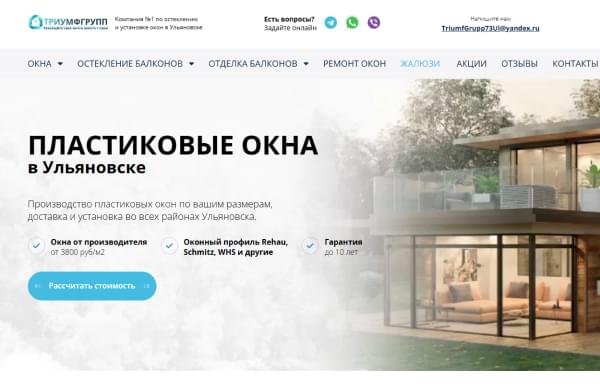 ТРИУМФГРУПП
Компания №1 по остеклению
и установке окон в Ульяновске
Есть вопросы?
Задайте онлайн
Напишите нам
TriumfGrupp73Ul@yandex.ru
ОКНА
ОСТЕКЛЕНИЕ БАЛКОНОВ
ОТДЕЛКА БАЛКОНОВ
РЕМОНТ ОКОН
ЖАЛЮЗИ
АКЦИИ
ОТЗЫВЫ
КОНТАКТЫ
ПЛАСТИКОВЫЕ ОКНА
в Ульяновске
Производство пластиковых окон по вашим размерам,
доставка и установка во всех районах Ульяновска.
Окна от производителя
от 3800 руб/м2
Оконный профиль Rehau,
Schmitz, WHS и другие
Гарантия
до 10 лет
Рассчитать стоимость